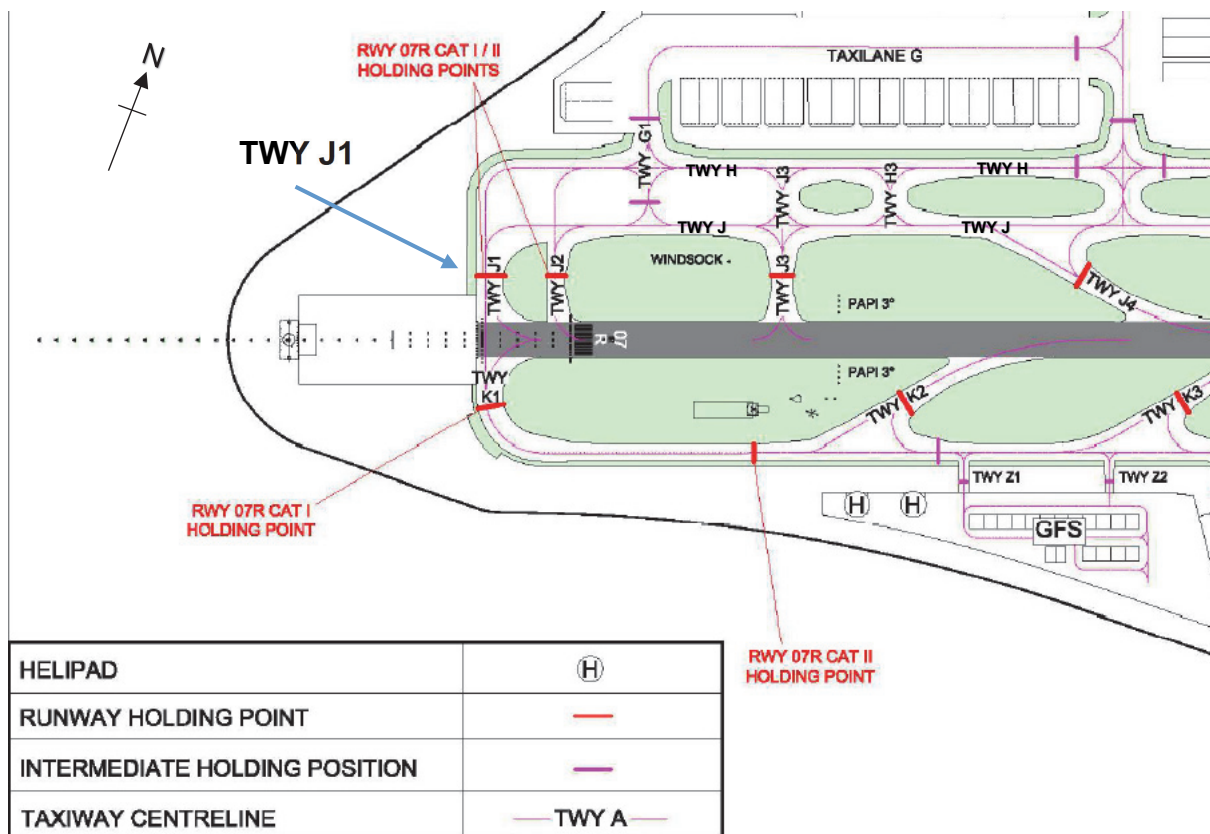 N
RWY 07R CAT I / II
HOLDING POINTS
TAXILANE G
TWY J1
TWY G1
TWY H
TWY J3
TWY H3
TWY H
TWY J
TWY J
WINDSOCK
TWY J1
TWY J2
TWY J3
TWY J4
PAPI 3°
07
R
PAPI 3°
TWY
K1
TWY K2
TWY K3
RWY 07R CAT I
HOLDING POINT
TWY Z1
TWY Z2
H
H
GFS
RWY 07R CAT II
HOLDING POINT
HELIPAD
H
RUNWAY HOLDING POINT
INTERMEDIATE HOLDING POSITION
TAXIWAY CENTRELINE
TWY A